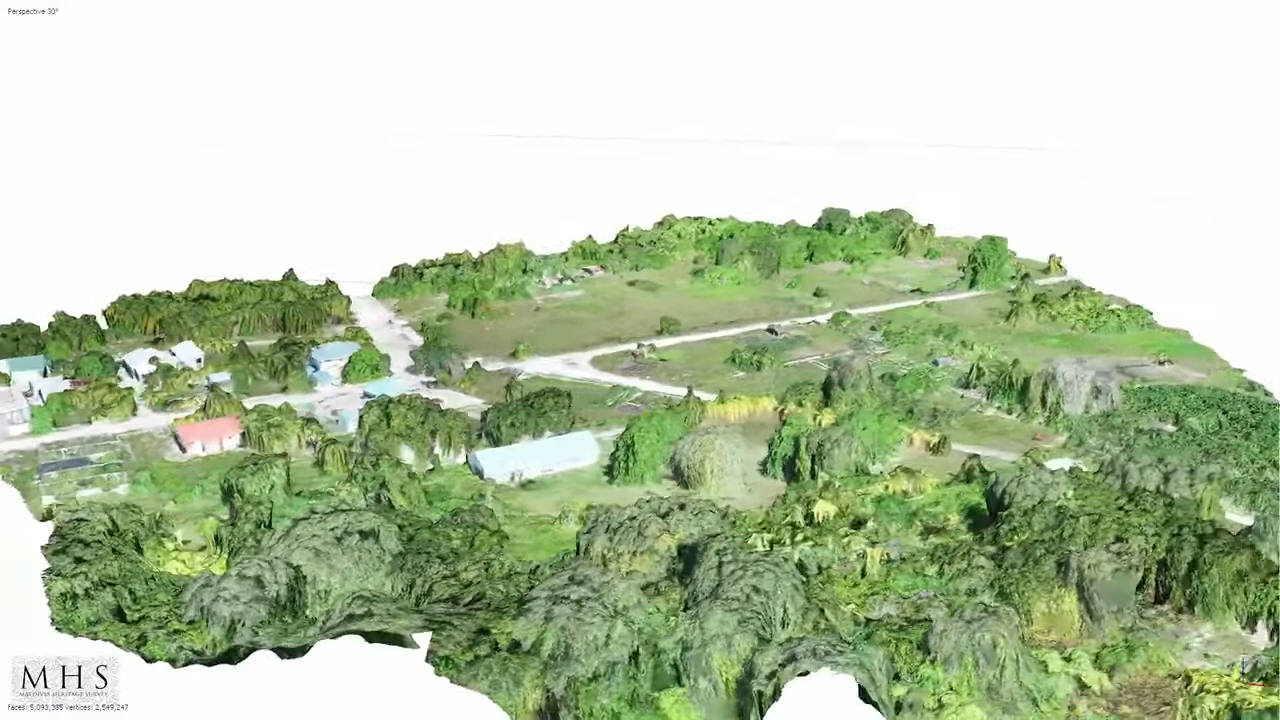 Perspective 30°
MHS
MALDIVES HERITAGE SURVEY
faces: 5,093,385 vertices: 2,549,247